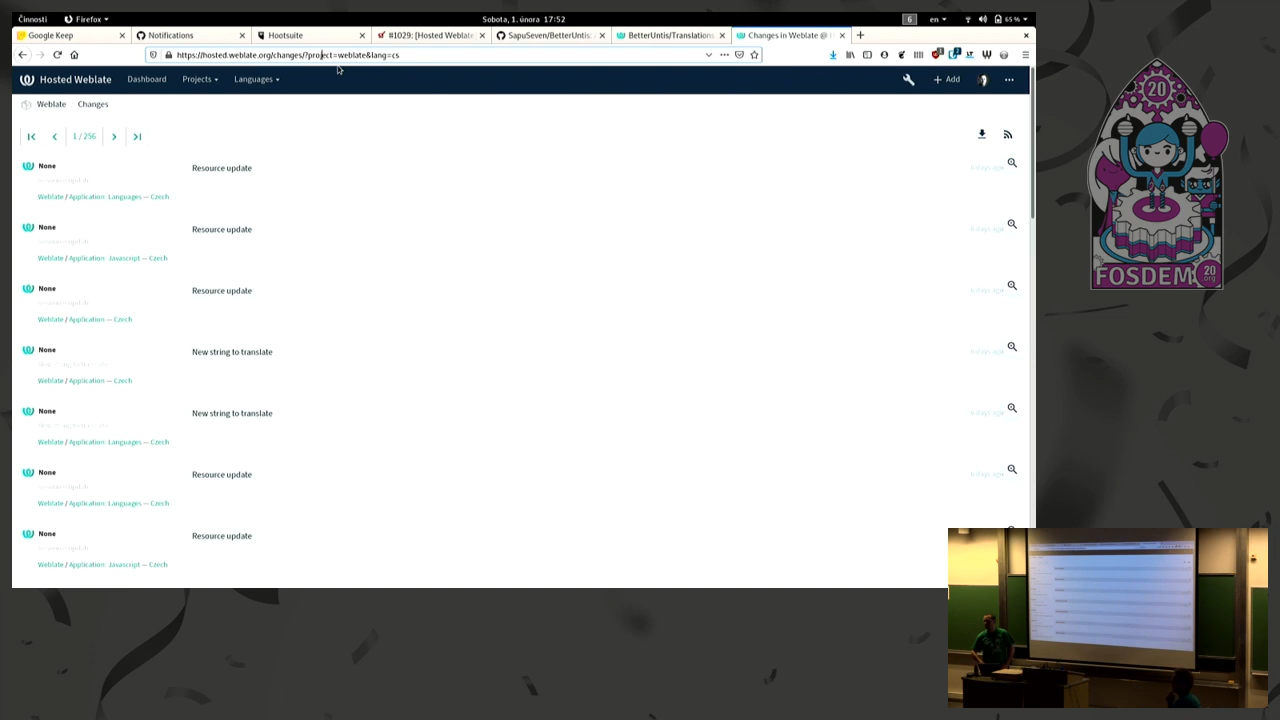 Činnosti Firefox Sobota, 1. února 17:52 6 en 65 %
Google Keep Notifications Hootsuite #1029: [Hosted Weblate SapuSeven/BetterUntis: BetterUntis/Translations Changes in Weblate @
https://hosted.weblate.org/changes/?project=weblate&lang=cs
Hosted Weblate Dashboard Projects Languages Add
Weblate Changes
1 / 256
None Resource update
Weblate / Application: Languages — Czech
None Resource update
Weblate / Application: Javascript — Czech
None Resource update
Weblate / Application — Czech
None New string to translate
Weblate / Application — Czech
None New string to translate
Weblate / Application: Languages — Czech
None Resource update
Weblate / Application: Languages — Czech
None Resource update
Weblate / Application: Javascript — Czech
20
FOSDEM 20
.org